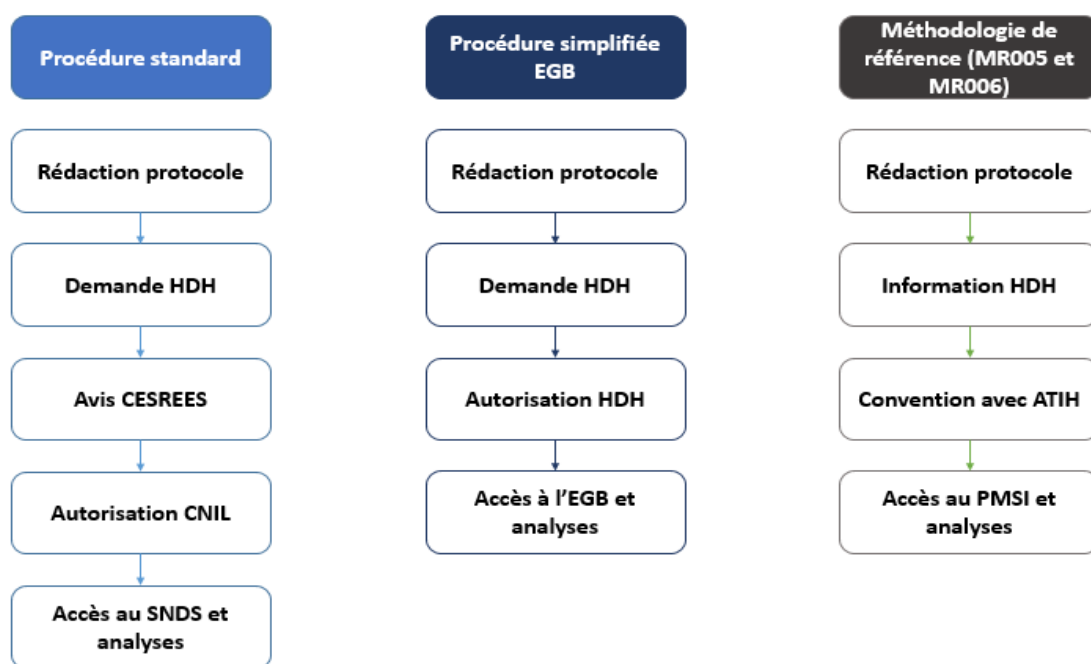 Procédure standard
Rédaction protocole
Demande HDH
Avis CESREES
Autorisation CNIL
Accès au SNDS et
analyses
Procédure simplifiée
EGB
Rédaction protocole
Demande HDH
Autorisation HDH
Accès à l'EGB et
analyses
Méthodologie de
référence (MR005 et
MR006)
Rédaction protocole
Information HDH
Convention avec ATIH
Accès au PMSI et
analyses